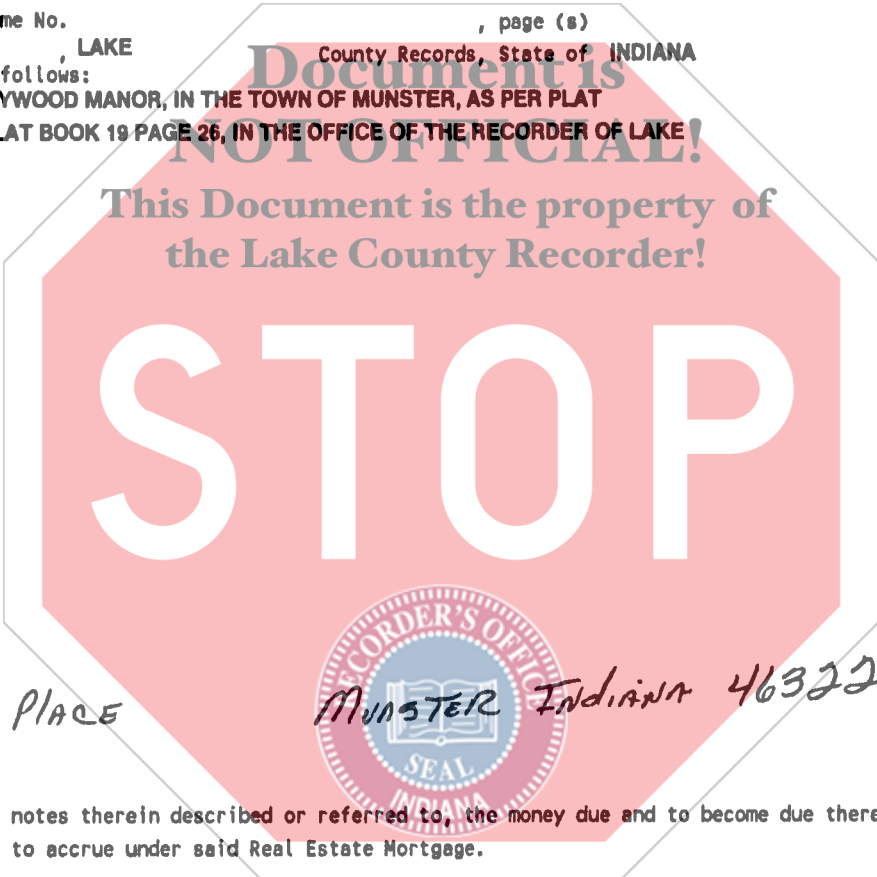 me No. , page (s)
, LAKE County Records, State of INDIANA
follows:
YWOOD MANOR, IN THE TOWN OF MUNSTER, AS PER PLAT
LAT BOOK 19 PAGE 26, IN THE OFFICE OF THE RECORDER OF LAKE
Document is
NOT OFFICIAL!
This Document is the property of
the Lake County Recorder!
STOP
RECORDER'S OFFICE
SEAL
INDIANA
PLACE MUNSTER INDIANA 46322
notes therein described or referred to, the money due and to become due there
to accrue under said Real Estate Mortgage.